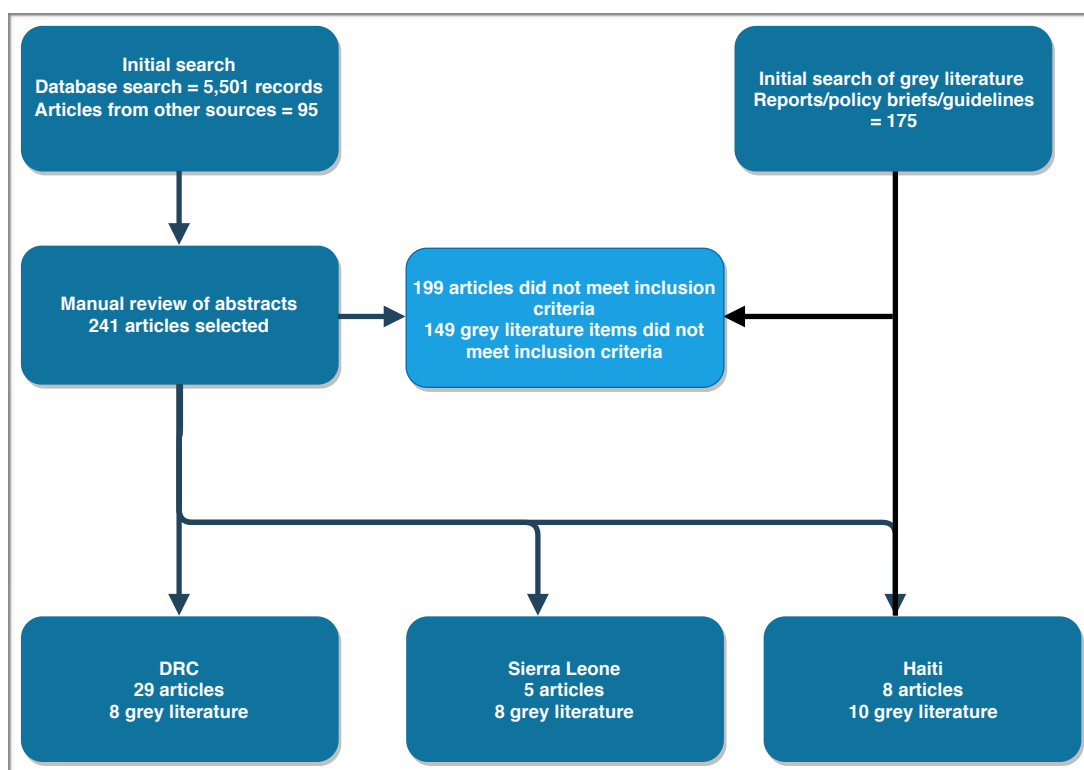 Initial search
Database search = 5,501 records
Articles from other sources = 95
Initial search of grey literature
Reports/policy briefs/guidelines
= 175
Manual review of abstracts
241 articles selected
199 articles did not meet inclusion
criteria
149 grey literature items did not
meet inclusion criteria
DRC
29 articles
8 grey literature
Sierra Leone
5 articles
8 grey literature
Haiti
8 articles
10 grey literature